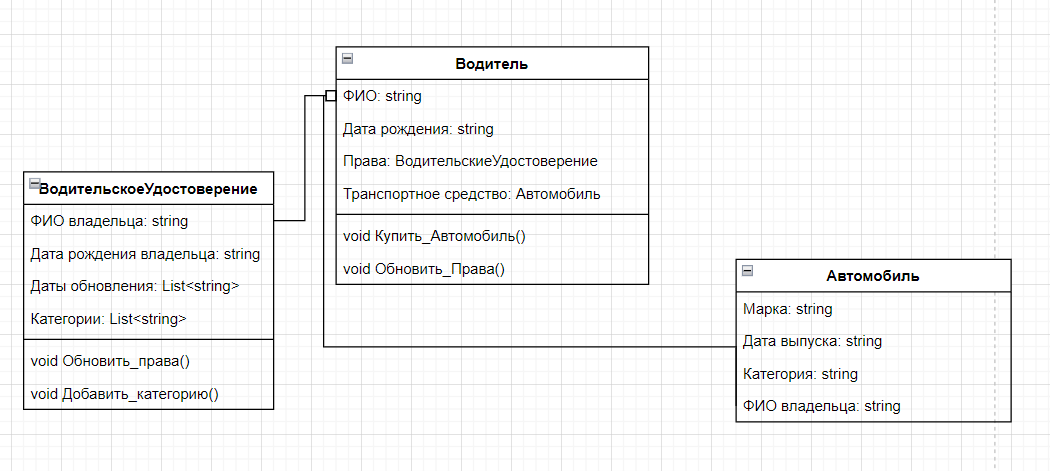 Водитель
ФИО: string
Дата рождения: string
Права: ВодительскиеУдостоверение
Транспортное средство: Автомобиль
void Купить_Автомобиль()
void Обновить_Права()
ВодительскоеУдостоверение
ФИО владельца: string
Дата рождения владельца: string
Даты обновления: List<string>
Категории: List<string>
void Обновить_права()
void Добавить_категорию()
Автомобиль
Марка: string
Дата выпуска: string
Категория: string
ФИО владельца: string